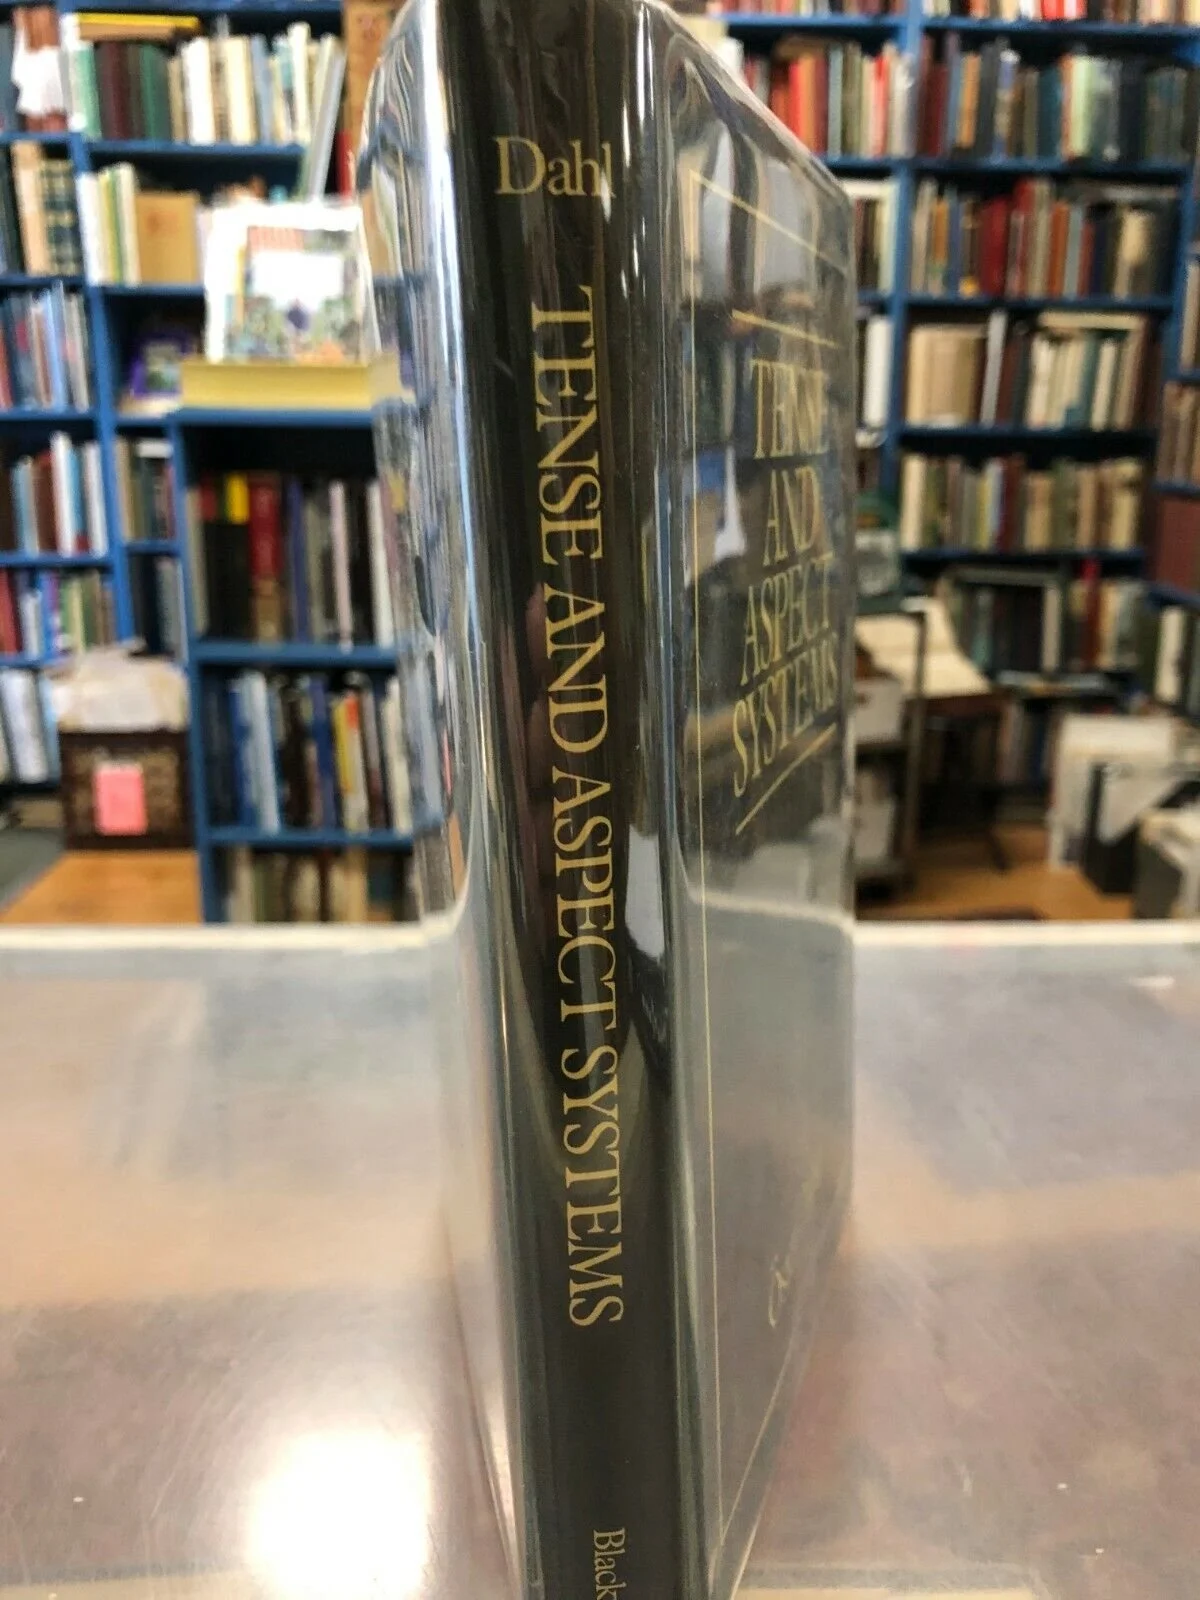 Dahl
TENSE AND ASPECT SYSTEMS
Black
TENSE
AND
ASPECT
SYSTEMS